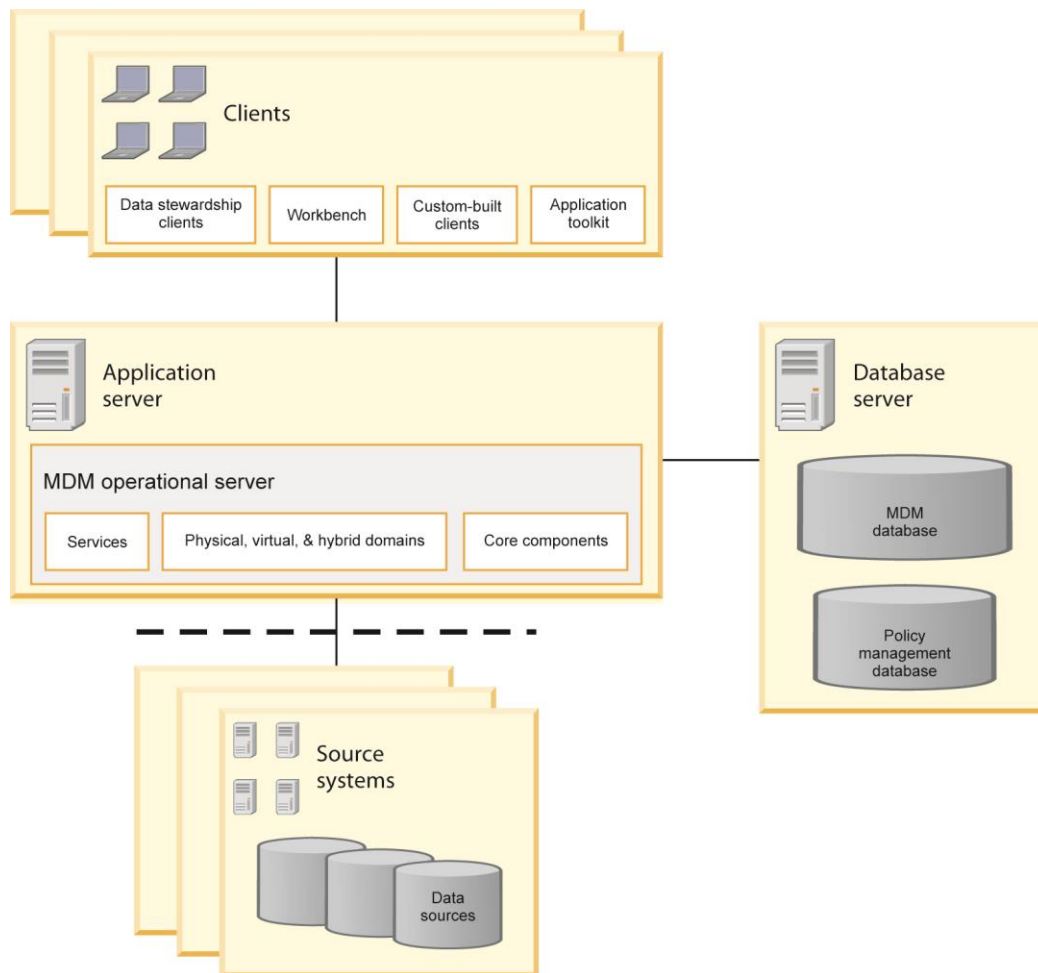 Clients
Data stewardship
clients
Workbench
Custom-built
clients
Application
toolkit
Application
server
MDM operational server
Services
Physical, virtual, & hybrid domains
Core components
Database
server
MDM
database
Policy
management
database
Source
systems
Data
sources